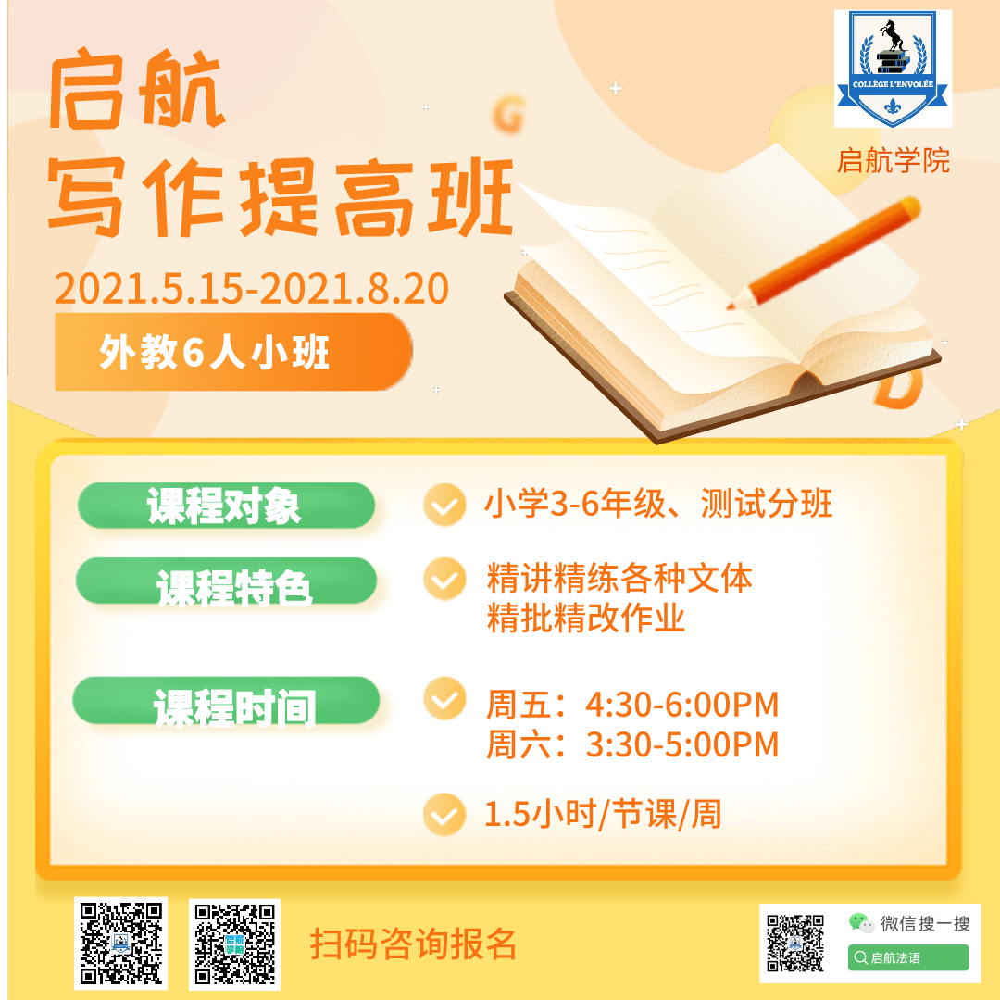 启航
写作提高班
2021.5.15-2021.8.20
外教6人小班
G
COLLÈGE L'ENVOLÉE
启航学院
D
课程对象
小学3-6年级、测试分班
课程特色
精讲精练各种文体
精批精改作业
课程时间
周五：4:30-6:00PM
周六：3:30-5:00PM
1.5小时/节课/周
启航
学院
扫码咨询报名
微信搜一搜
启航法语